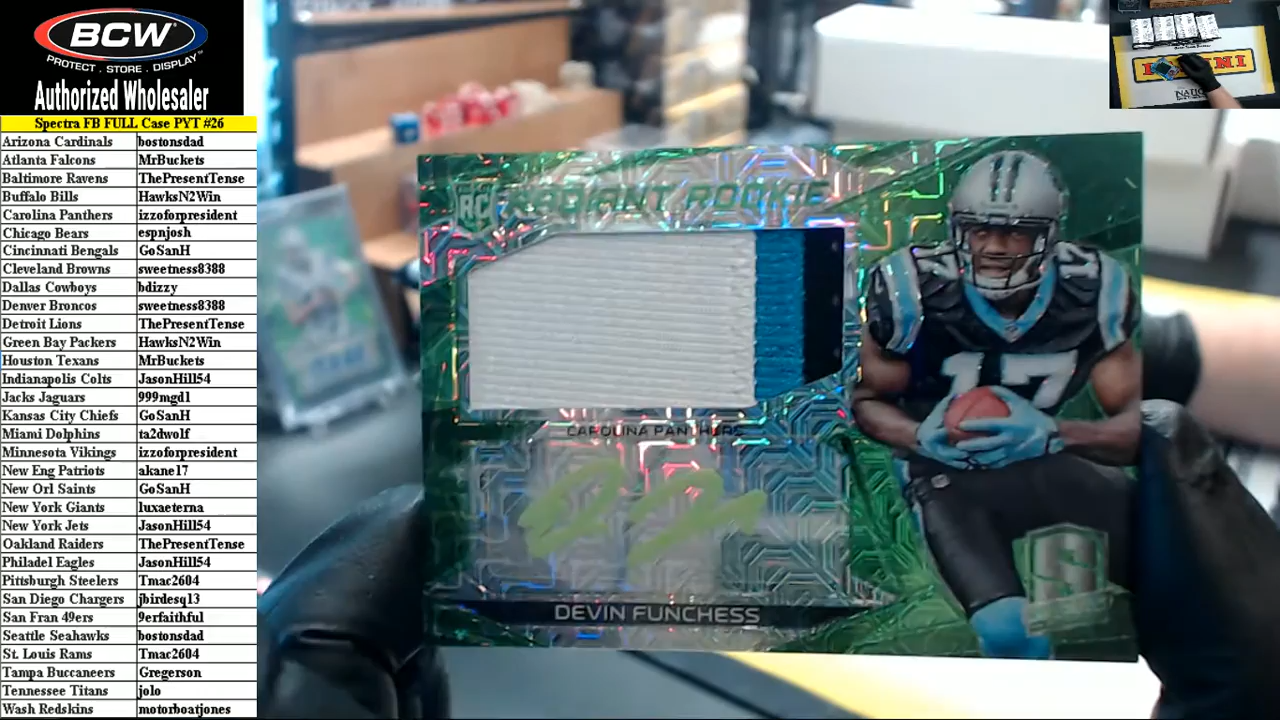 BCW
PROTECT. STORE. DISPLAY.
Authorized Wholesaler
Spectra FB FULL Case PYT #26
Arizona Cardinals bostonsdad
Atlanta Falcons MrBuckets
Baltimore Ravens ThePresentTense
Buffalo Bills HawksN2Win
Carolina Panthers izzoforpresident
Chicago Bears espnjosh
Cincinnati Bengals GoSanH
Cleveland Browns sweetness8388
Dallas Cowboys bdizzy
Denver Broncos sweetness8388
Detroit Lions ThePresentTense
Green Bay Packers HawksN2Win
Houston Texans MrBuckets
Indianapolis Colts JasonHill54
Jacks Jaguars 999mgd1
Kansas City Chiefs GoSanH
Miami Dolphins ta2dwolf
Minnesota Vikings izzoforpresident
New Eng Patriots akane17
New Orl Saints GoSanH
New York Giants luxaeterna
New York Jets JasonHill54
Oakland Raiders ThePresentTense
Philadel Eagles JasonHill54
Pittsburgh Steelers Tmac2604
San Diego Chargers jbirdesq13
San Fran 49ers 9erfaithful
Seattle Seahawks bostonsdad
St. Louis Rams Tmac2604
Tampa Buccaneers Gregerson
Tennessee Titans jolo
Wash Redskins motorboatjones
RC RADIANT ROOKIE
CAROLINA PANTHERS
DEVIN FUNCHESS
17
17
S